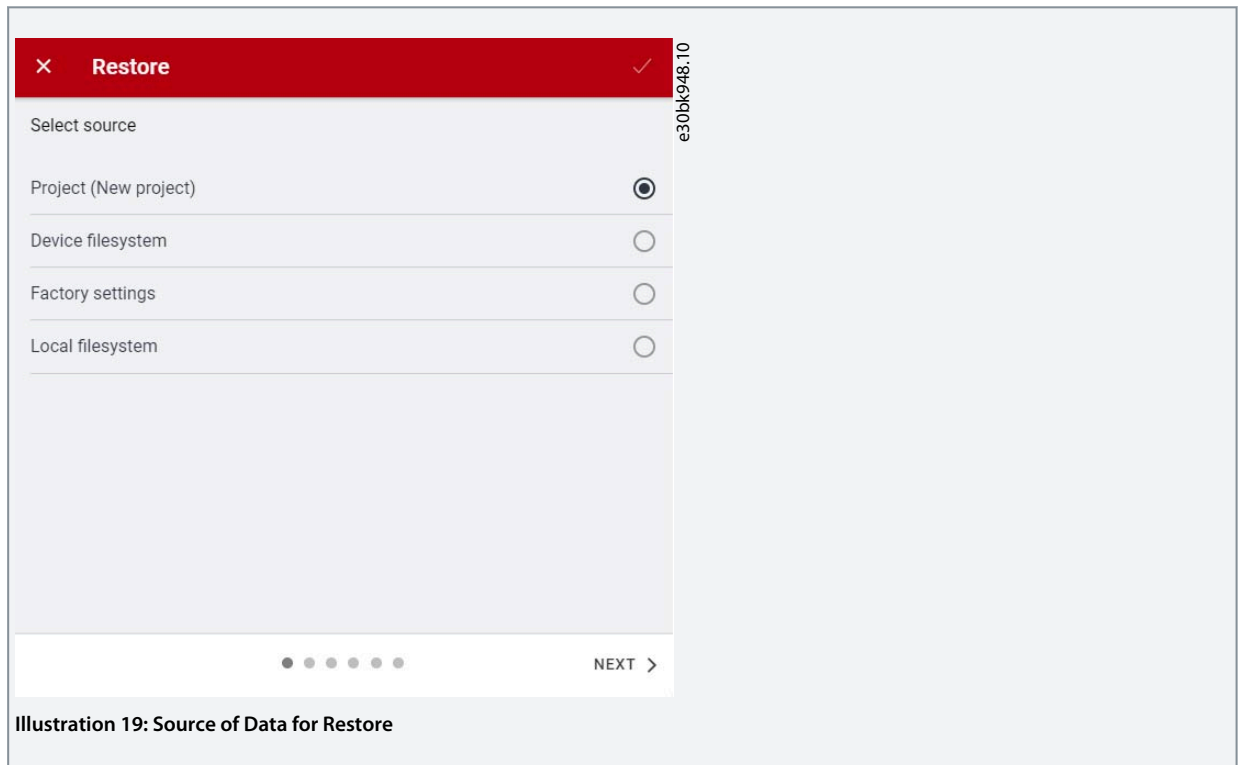 Restore
e30bk948.10
Select source
Project (New project)
Device filesystem
Factory settings
Local filesystem
NEXT
Illustration 19: Source of Data for Restore